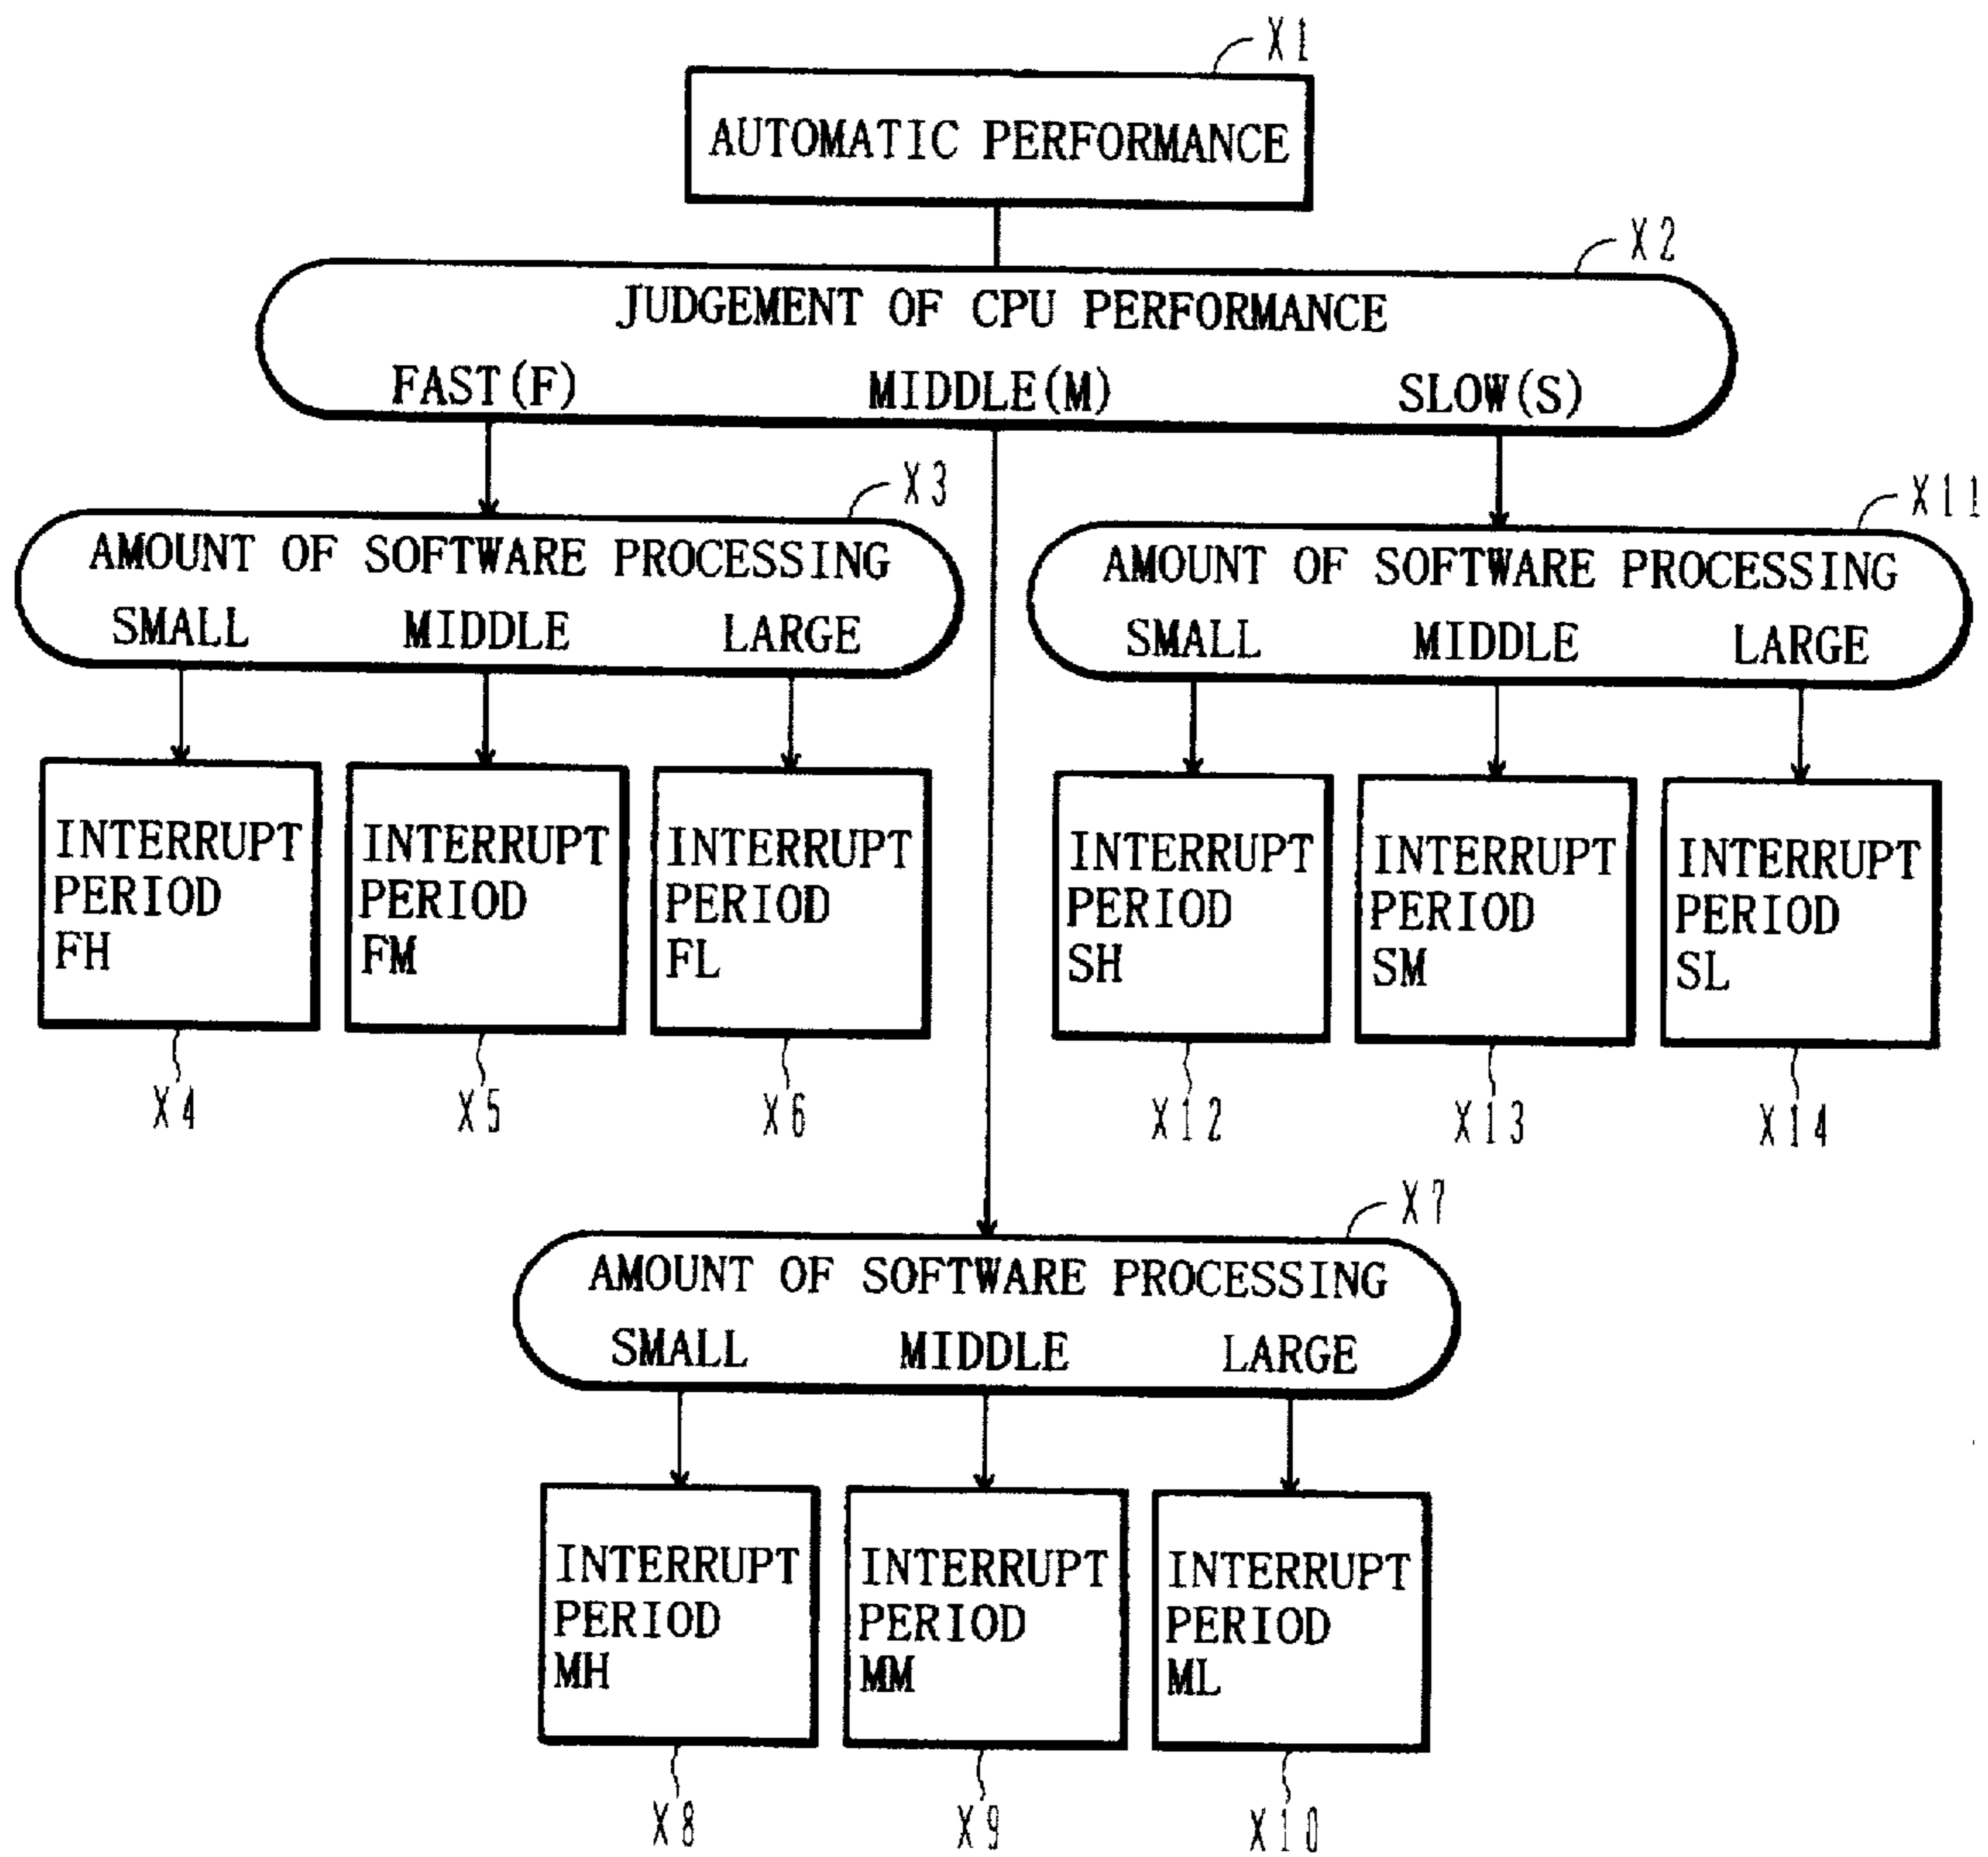 X1
AUTOMATIC PERFORMANCE
X2
JUDGEMENT OF CPU PERFORMANCE
FAST(F) MIDDLE(M) SLOW(S)
X3
AMOUNT OF SOFTWARE PROCESSING
SMALL MIDDLE LARGE
X11
AMOUNT OF SOFTWARE PROCESSING
SMALL MIDDLE LARGE
INTERRUPT
PERIOD
FH
INTERRUPT
PERIOD
FM
INTERRUPT
PERIOD
FL
INTERRUPT
PERIOD
SH
INTERRUPT
PERIOD
SM
INTERRUPT
PERIOD
SL
X4
X5
X6
X12
X13
X14
X7
AMOUNT OF SOFTWARE PROCESSING
SMALL MIDDLE LARGE
INTERRUPT
PERIOD
MH
INTERRUPT
PERIOD
MM
INTERRUPT
PERIOD
ML
X8
X9
X10